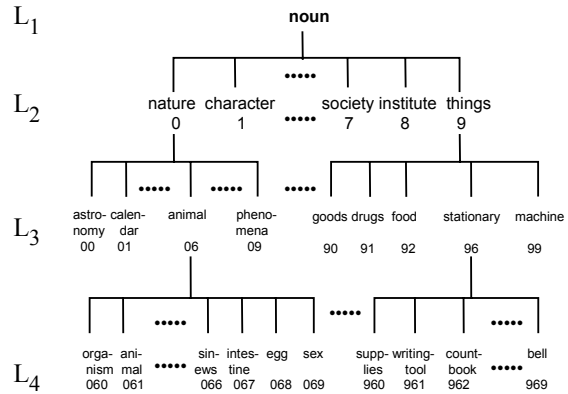 L1
noun
L2
nature character ..... society institute things
0 1 ..... 7 8 9
L3
astro- calen- ..... animal ..... pheno- ..... goods drugs food stationary machine
nomy dar mena
00 01 06 09 90 91 92 96 99
L4
orga- ani- ..... sin- intes- egg sex ..... supp- writing- count- ..... bell
nism mal ews tine lies tool book
060 061 066 067 068 069 960 961 962 969